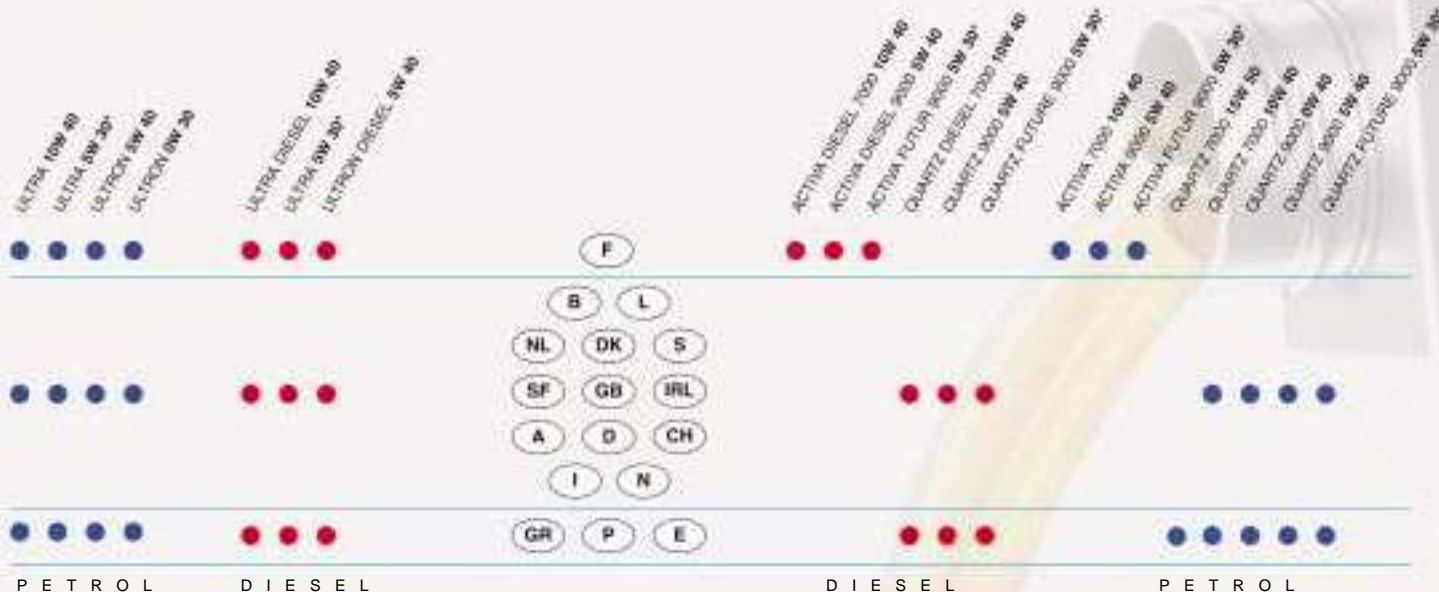 ULTRA 10W 40
ULTRA 5W 30*
ULTRON 5W 40
ULTRON 0W 30
ULTRA DIESEL 10W 40
ULTRA 5W 30*
ULTRON DIESEL 5W 40
ACTIVA DIESEL 7000 10W 40
ACTIVA DIESEL 9000 5W 40
ACTIVA FUTUR 9000 5W 30*
QUARTZ DIESEL 7000 10W 40
QUARTZ 9000 5W 40
QUARTZ FUTURE 9000 5W 30*
ACTIVA 7000 10W 40
ACTIVA 9000 5W 40
ACTIVA FUTUR 9000 5W 30*
QUARTZ 7000 15W 50
QUARTZ 7000 10W 40
QUARTZ 9000 0W 40
QUARTZ 9000 5W 40
QUARTZ FUTURE 9000 5W 30*
F
B L
NL DK S
SF GB IRL
A D CH
I N
GR P E
PETROL DIESEL DIESEL PETROL